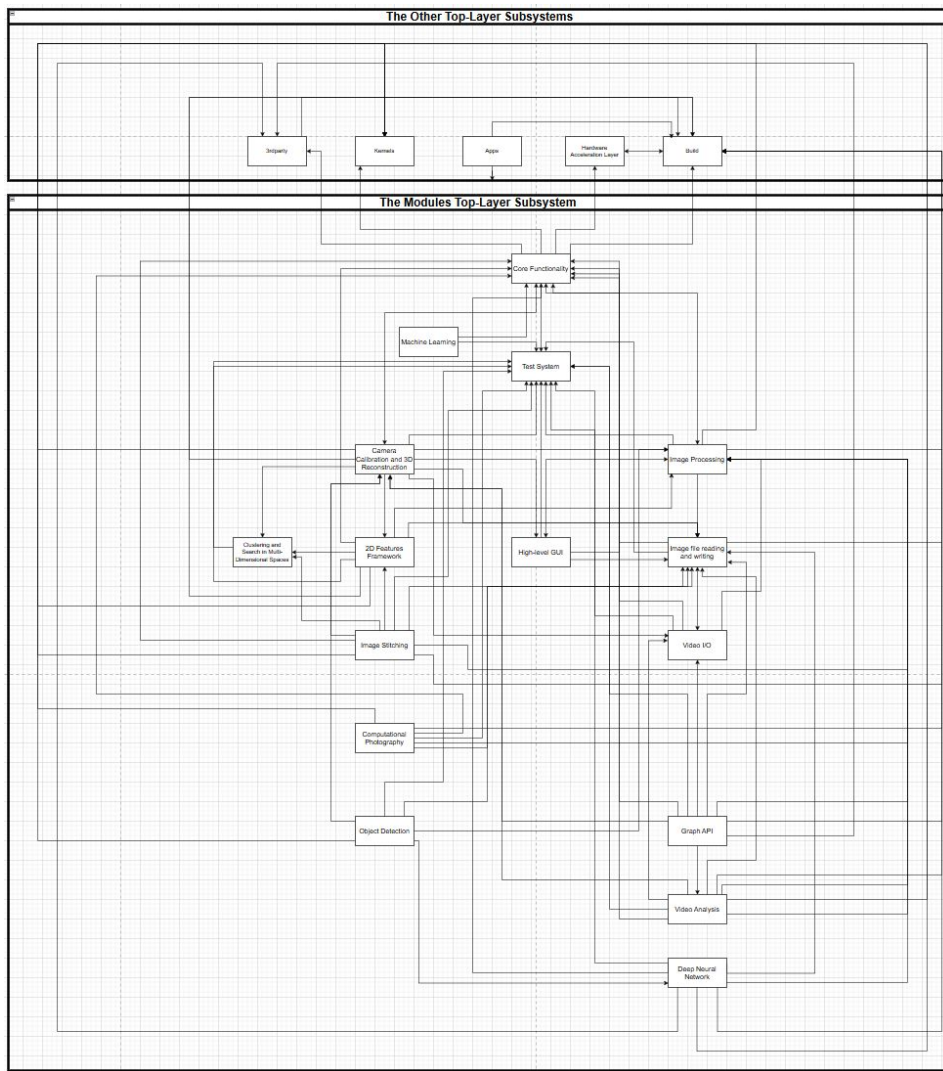 The Other Top-Layer Subsystems
3rdparty
Kernels
Apps
Hardware
Acceleration Layer
Build
The Modules Top-Layer Subsystem
Core Functionality
Machine Learning
Test System
Camera
Calibration and 3D
Reconstruction
Image Processing
Clustering and
Search in Multi-
Dimensional Spaces
2D Features
Framework
High-level GUI
Image file reading
and writing
Image Stitching
Video I/O
Computational
Photography
Object Detection
Graph API
Video Analysis
Deep Neural
Network